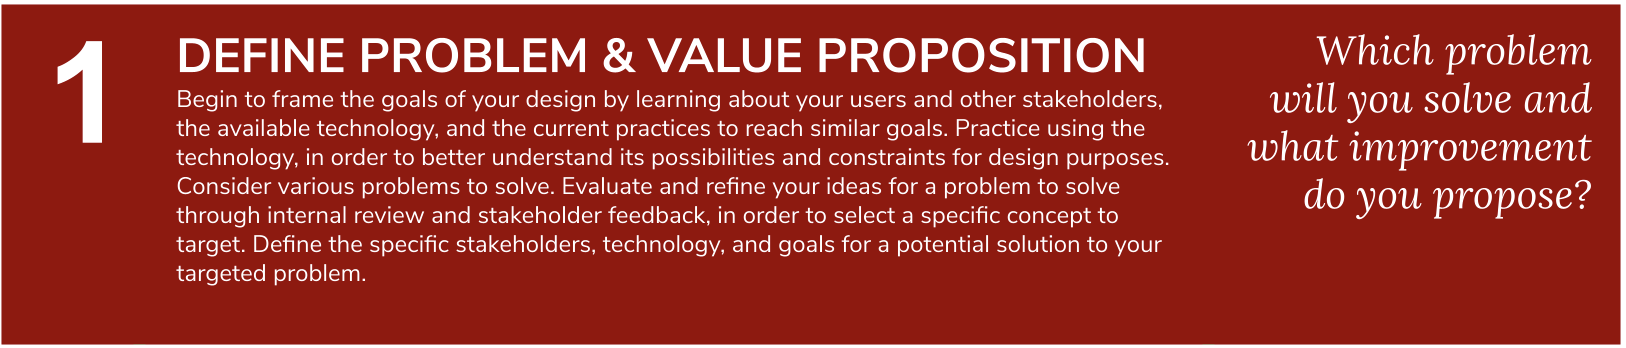 1
DEFINE PROBLEM & VALUE PROPOSITION
Begin to frame the goals of your design by learning about your users and other stakeholders,
the available technology, and the current practices to reach similar goals. Practice using the
technology, in order to better understand its possibilities and constraints for design purposes.
Consider various problems to solve. Evaluate and refine your ideas for a problem to solve
through internal review and stakeholder feedback, in order to select a specific concept to
target. Define the specific stakeholders, technology, and goals for a potential solution to your
targeted problem.
Which problem
will you solve and
what improvement
do you propose?